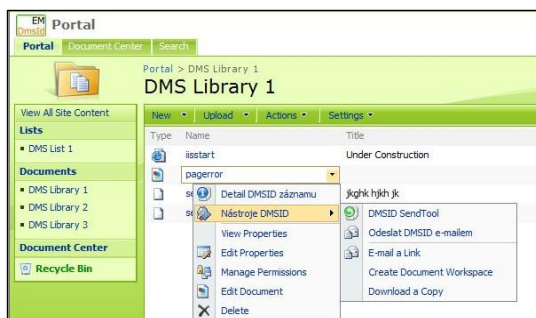 EM
DmsId
Portal
Portal Document Center Search
Portal > DMS Library 1
DMS Library 1
View All Site Content
Lists
DMS List 1
Documents
DMS Library 1
DMS Library 2
DMS Library 3
Document Center
Recycle Bin
New Upload Actions Settings
Type Name Title
iisstart Under Construction
pagerror
Detail DMSID záznamu jkghk hjkh jk
Nástroje DMSID
View Properties
Edit Properties
Manage Permissions
Edit Document
Delete
DMSID SendTool
Odeslat DMSID e-mailem
E-mail a Link
Create Document Workspace
Download a Copy